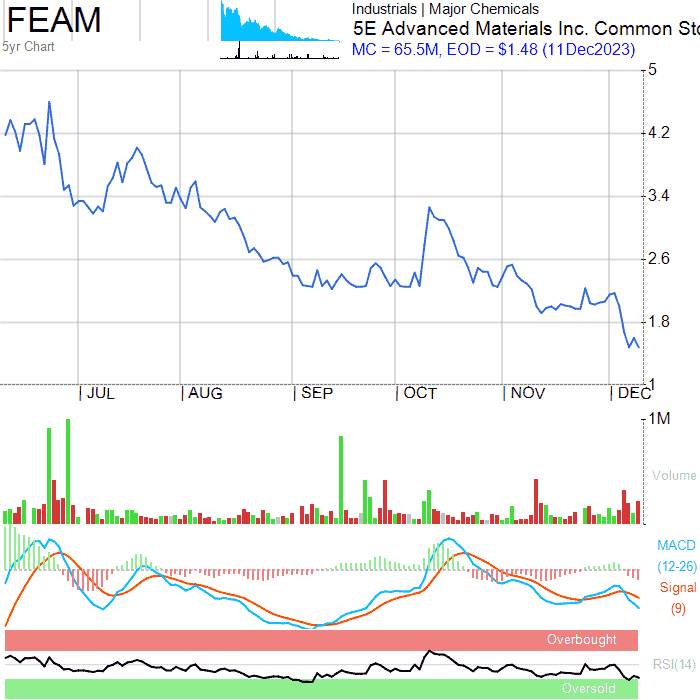 FEAM
5yr Chart
Industrials | Major Chemicals
5E Advanced Materials Inc. Common Sto
MC = 65.5M, EOD = $1.48 (11Dec2023)
5
4.2
3.4
2.6
1.8
1
JUL AUG SEP OCT NOV DEC
1M
Volume
MACD
(12-26)
Signal
(9)
Overbought
RSI(14)
Oversold